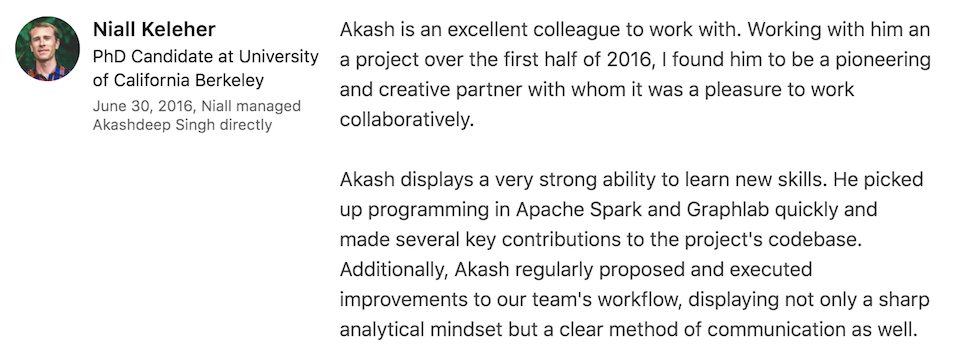 Niall Keleher
PhD Candidate at University
of California Berkeley
June 30, 2016, Niall managed
Akashdeep Singh directly
Akash is an excellent colleague to work with. Working with him an
a project over the first half of 2016, I found him to be a pioneering
and creative partner with whom it was a pleasure to work
collaboratively.
Akash displays a very strong ability to learn new skills. He picked
up programming in Apache Spark and Graphlab quickly and
made several key contributions to the project's codebase.
Additionally, Akash regularly proposed and executed
improvements to our team's workflow, displaying not only a sharp
analytical mindset but a clear method of communication as well.